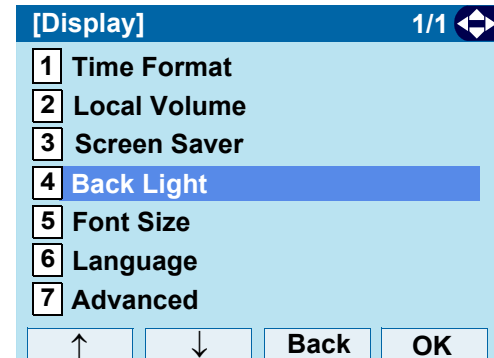 [Display] 1/1
1 Time Format
2 Local Volume
3 Screen Saver
4 Back Light
5 Font Size
6 Language
7 Advanced
↑ ↓ Back OK